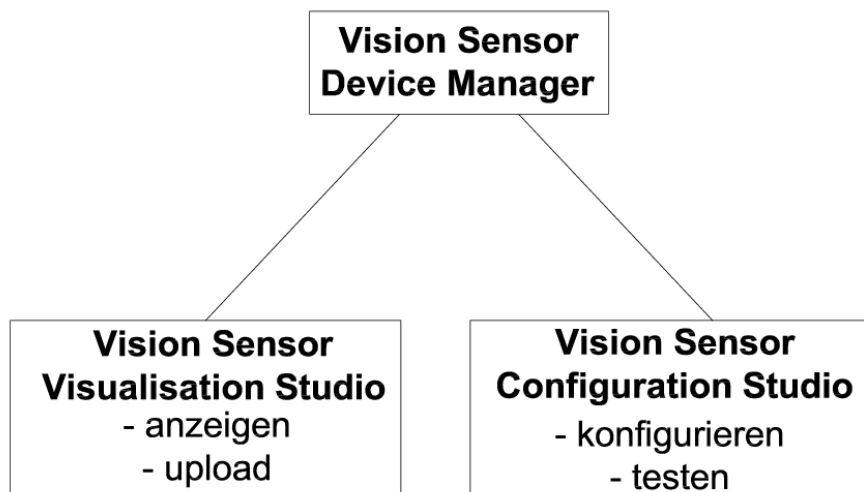 Vision Sensor
Device Manager
Vision Sensor
Visualisation Studio
- anzeigen
- upload
Vision Sensor
Configuration Studio
- konfigurieren
- testen